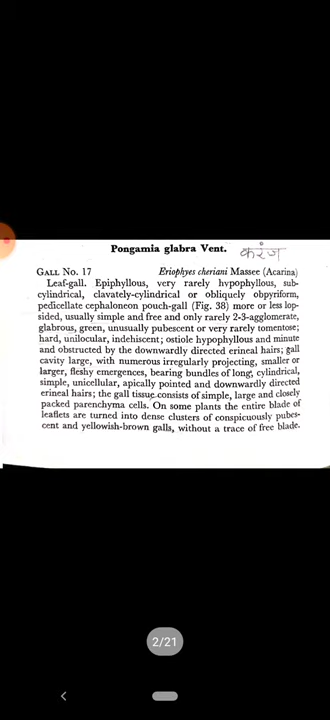 Pongamia glabra Vent. करंज
GALL No. 17 Eriophyes cheriani Massee (Acarina)
Leaf-gall. Epiphyllous, very rarely hypophyllous, sub-
cylindrical, clavately-cylindrical or obliquely obpyriform,
pedicellate cephaloneon pouch-gall (Fig. 38) more or less lop-
sided, usually simple and free and only rarely 2-3-agglomerate,
glabrous, green, unusually pubescent or very rarely tomentose;
hard, unilocular, indehiscent; ostiole hypophyllous and minute
and obstructed by the downwardly directed erineal hairs; gall
cavity large, with numerous irregularly projecting, smaller or
larger, fleshy emergences, bearing bundles of long, cylindrical,
simple, unicellular, apically pointed and downwardly directed
erineal hairs; the gall tissue consists of simple, large and closely
packed parenchyma cells. On some plants the entire blade of
leaflets are turned into dense clusters of conspicuously pubes-
cent and yellowish-brown galls, without a trace of free blade.
2/21